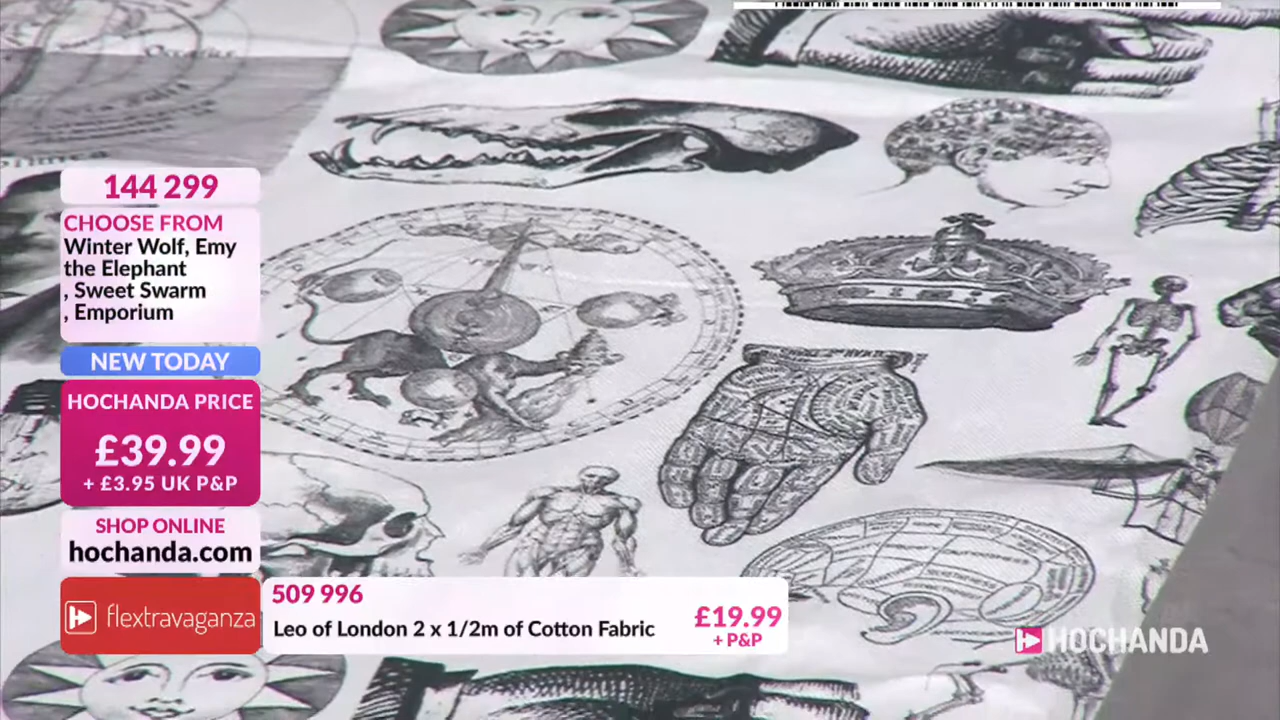 144 299
CHOOSE FROM
Winter Wolf, Emy
the Elephant
, Sweet Swarm
, Emporium
NEW TODAY
HOCHANDA PRICE
£39.99
+ £3.95 UK P&P
SHOP ONLINE
hochanda.com
flextravaganza
509 996
Leo of London 2 x 1/2m of Cotton Fabric
£19.99
+ P&P
HOCHANDA